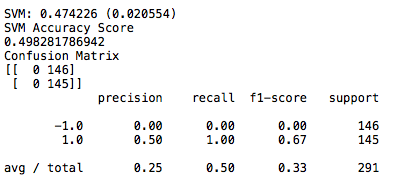 SVM: 0.474226 (0.020554)
SVM Accuracy Score
0.498281786942
Confusion Matrix
[[  0 146]
 [  0 145]]
             precision    recall  f1-score   support

       -1.0       0.00      0.00      0.00       146
        1.0       0.50      1.00      0.67       145

avg / total       0.25      0.50      0.33       291